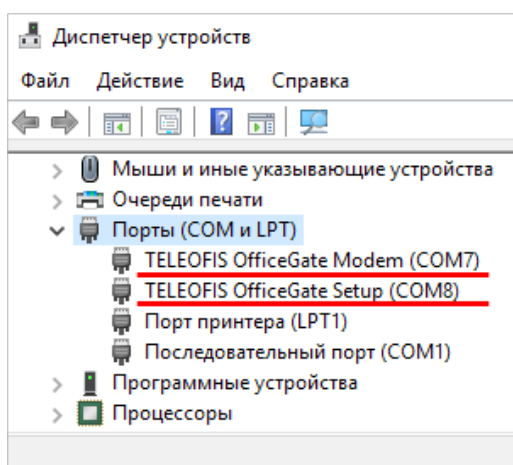 Диспетчер устройств
Файл Действие Вид Справка
Мыши и иные указывающие устройства
Очереди печати
Порты (COM и LPT)
TELEOFIS OfficeGate Modem (COM7)
TELEOFIS OfficeGate Setup (COM8)
Порт принтера (LPT1)
Последовательный порт (COM1)
Программные устройства
Процессоры